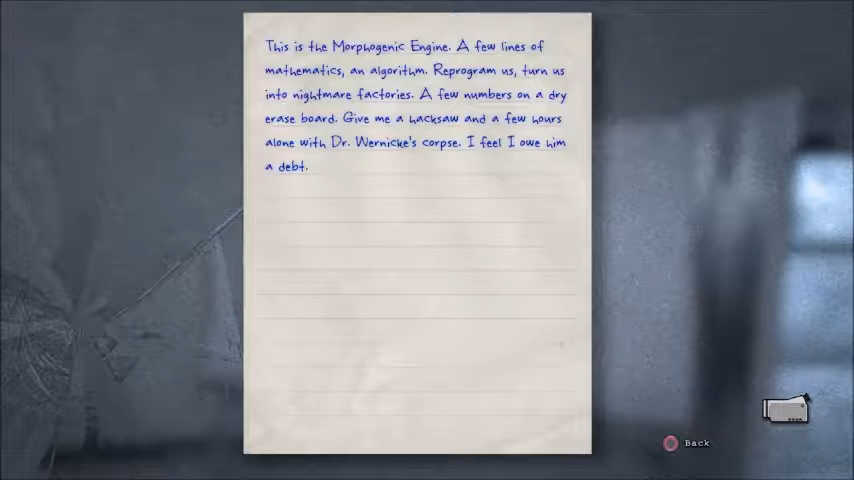 This is the Morphogenic Engine. A few lines of
mathematics, an algorithm. Reprogram us, turn us
into nightmare factories. A few numbers on a dry
erase board. Give me a hacksaw and a few hours
alone with Dr. Wernicke's corpse. I feel I owe him
a debt.
Back